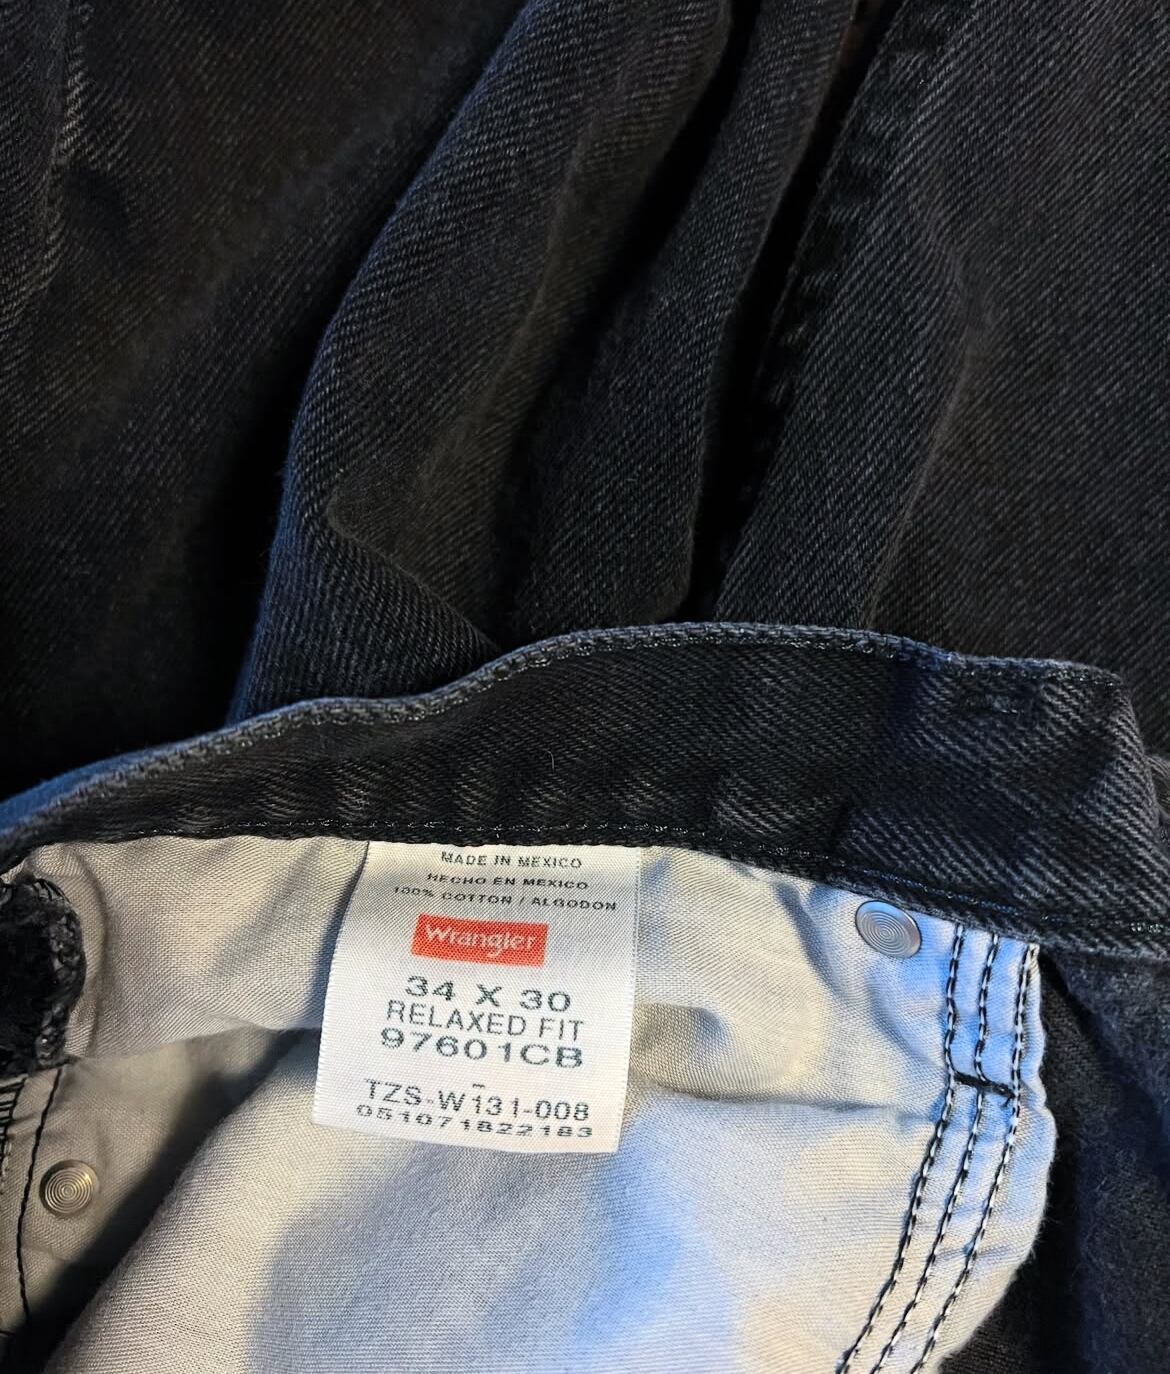 MADE IN MEXICO
HECHO EN MEXICO
100% COTTON / ALGODON
Wrangler
34 X 30
RELAXED FIT
97601CB
TZS-W131-008
051071822183